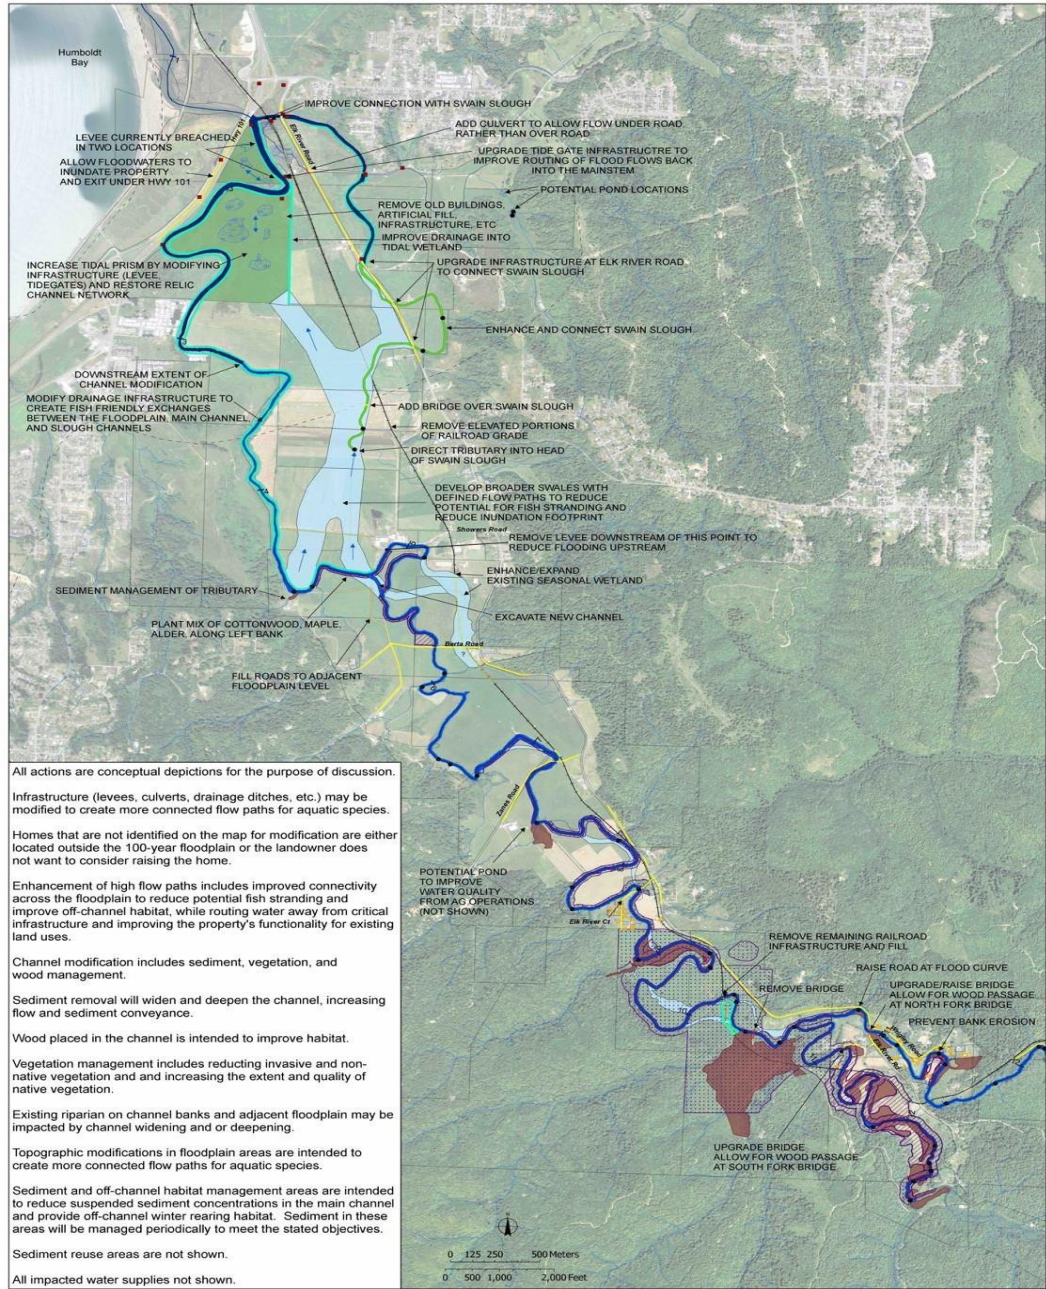 Humboldt
Bay
IMPROVE CONNECTION WITH SWAIN SLOUGH
Hwy 101
Elk River Road
ADD CULVERT TO ALLOW FLOW UNDER ROAD,
RATHER THAN OVER ROAD
LEVEE CURRENTLY BREACHED
IN TWO LOCATIONS
UPGRADE TIDE GATE INFRASTRUCTRE TO
IMPROVE ROUTING OF FLOOD FLOWS BACK
INTO THE MAINSTEM
ALLOW FLOODWATERS TO
INUNDATE PROPERTY
AND EXIT UNDER HWY 101
POTENTIAL POND LOCATIONS
REMOVE OLD BUILDINGS,
ARTIFICIAL FILL,
INFRASTRUCTURE, ETC
IMPROVE DRAINAGE INTO
TIDAL WETLAND
UPGRADE INFRASTRUCTURE AT ELK RIVER ROAD
TO CONNECT SWAIN SLOUGH
INCREASE TIDAL PRISM BY MODIFYING
INFRASTRUCTURE (LEVEE,
TIDEGATES) AND RESTORE RELIC
CHANNEL NETWORK
ENHANCE AND CONNECT SWAIN SLOUGH
DOWNSTREAM EXTENT OF
CHANNEL MODIFICATION
MODIFY DRAINAGE INFRASTRUCTURE TO
CREATE FISH FRIENDLY EXCHANGES
BETWEEN THE FLOODPLAIN, MAIN CHANNEL,
AND SLOUGH CHANNELS
ADD BRIDGE OVER SWAIN SLOUGH
REMOVE ELEVATED PORTIONS
OF RAILROAD GRADE
DIRECT TRIBUTARY INTO HEAD
OF SWAIN SLOUGH
DEVELOP BROADER SWALES WITH
DEFINED FLOW PATHS TO REDUCE
POTENTIAL FOR FISH STRANDING AND
REDUCE INUNDATION FOOTPRINT
Showers Road
REMOVE LEVEE DOWNSTREAM OF THIS POINT TO
REDUCE FLOODING UPSTREAM
ENHANCE/EXPAND
EXISTING SEASONAL WETLAND
SEDIMENT MANAGEMENT OF TRIBUTARY
EXCAVATE NEW CHANNEL
PLANT MIX OF COTTONWOOD, MAPLE,
ALDER, ALONG LEFT BANK
Berta Road
?
FILL ROADS TO ADJACENT
FLOODPLAIN LEVEL
Zanes Road
POTENTIAL POND
TO IMPROVE
WATER QUALITY
FROM AG OPERATIONS
(NOT SHOWN)
Elk River Ct
REMOVE REMAINING RAILROAD
INFRASTRUCTURE AND FILL
RAISE ROAD AT FLOOD CURVE
REMOVE BRIDGE
UPGRADE/RAISE BRIDGE
ALLOW FOR WOOD PASSAGE
AT NORTH FORK BRIDGE
PREVENT BANK EROSION
Wrigley Road
Elk River Rd
UPGRADE BRIDGE
ALLOW FOR WOOD PASSAGE
AT SOUTH FORK BRIDGE
All actions are conceptual depictions for the purpose of discussion.
Infrastructure (levees, culverts, drainage ditches, etc.) may be
modified to create more connected flow paths for aquatic species.
Homes that are not identified on the map for modification are either
located outside the 100-year floodplain or the landowner does
not want to consider raising the home.
Enhancement of high flow paths includes improved connectivity
across the floodplain to reduce potential fish stranding and
improve off-channel habitat, while routing water away from critical
infrastructure and improving the property's functionality for existing
land uses.
Channel modification includes sediment, vegetation, and
wood management.
Sediment removal will widen and deepen the channel, increasing
flow and sediment conveyance.
Wood placed in the channel is intended to improve habitat.
Vegetation management includes reducting invasive and non-
native vegetation and and increasing the extent and quality of
native vegetation.
Existing riparian on channel banks and adjacent floodplain may be
impacted by channel widening and or deepening.
Topographic modifications in floodplain areas are intended to
create more connected flow paths for aquatic species.
Sediment and off-channel habitat management areas are intended
to reduce suspended sediment concentrations in the main channel
and provide off-channel winter rearing habitat. Sediment in these
areas will be managed periodically to meet the stated objectives.
Sediment reuse areas are not shown.
All impacted water supplies not shown.
0 125 250 500 Meters
0 500 1,000 2,000 Feet